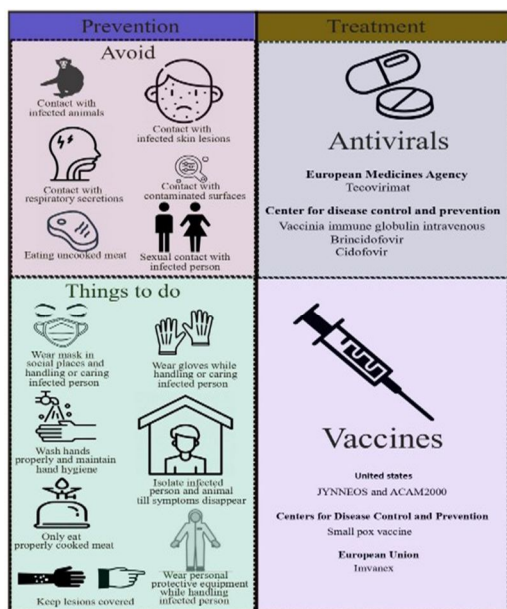 Prevention
Treatment
Avoid
Contact with
infected animals
Contact with
infected skin lesions
Contact with
respiratory secretions
Contact with
contaminated surfaces
Eating uncooked meat
Sexual contact with
infected person
Things to do
Wear mask in
social places and
handling or caring
infected person
Wear gloves while
handling or caring
infected person
Wash hands
properly and maintain
hand hygiene
Isolate infected
person and animal
till symptoms disappear
Only eat
properly cooked meat
Wear personal
protective equipment
while handling
infected person
Keep lesions covered
Antivirals
European Medicines Agency
Tecovirimat
Center for disease control and prevention
Vaccinia immune globulin intravenous
Brincidofovir
Cidofovir
Vaccines
United states
JYNNEOS and ACAM2000
Centers for Disease Control and Prevention
Small pox vaccine
European Union
Imvanex